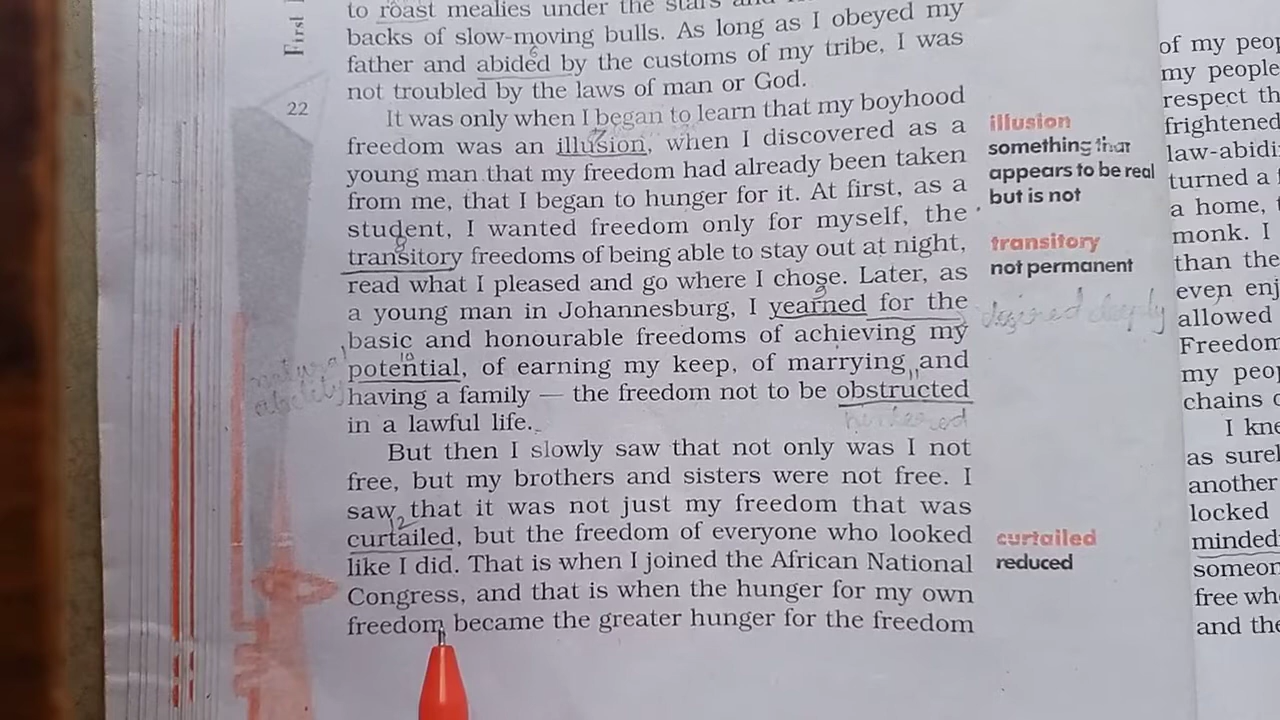 to roast mealies under the stars and
backs of slow-moving bulls. As long as I obeyed my
father and abided by the customs of my tribe, I was
not troubled by the laws of man or God.
First
22
It was only when I began to learn that my boyhood
freedom was an illusion, when I discovered as a
young man that my freedom had already been taken
from me, that I began to hunger for it. At first, as a
student, I wanted freedom only for myself, the
transitory freedoms of being able to stay out at night,
read what I pleased and go where I chose. Later, as
a young man in Johannesburg, I yearned for the
basic and honourable freedoms of achieving my
potential, of earning my keep, of marrying and
having a family — the freedom not to be obstructed
in a lawful life.
But then I slowly saw that not only was I not
free, but my brothers and sisters were not free. I
saw that it was not just my freedom that was
curtailed, but the freedom of everyone who looked
like I did. That is when I joined the African National
Congress, and that is when the hunger for my own
freedom became the greater hunger for the freedom
natural
illusion
something that
appears to be real
but is not
transitory
not permanent
desired deeply
curtailed
reduced
of my
my people
respect
frightened
turned a
a home,
monk. I
than the
even
allowed
Freedom
my
chains
I
as
another
locked
minded
free
and